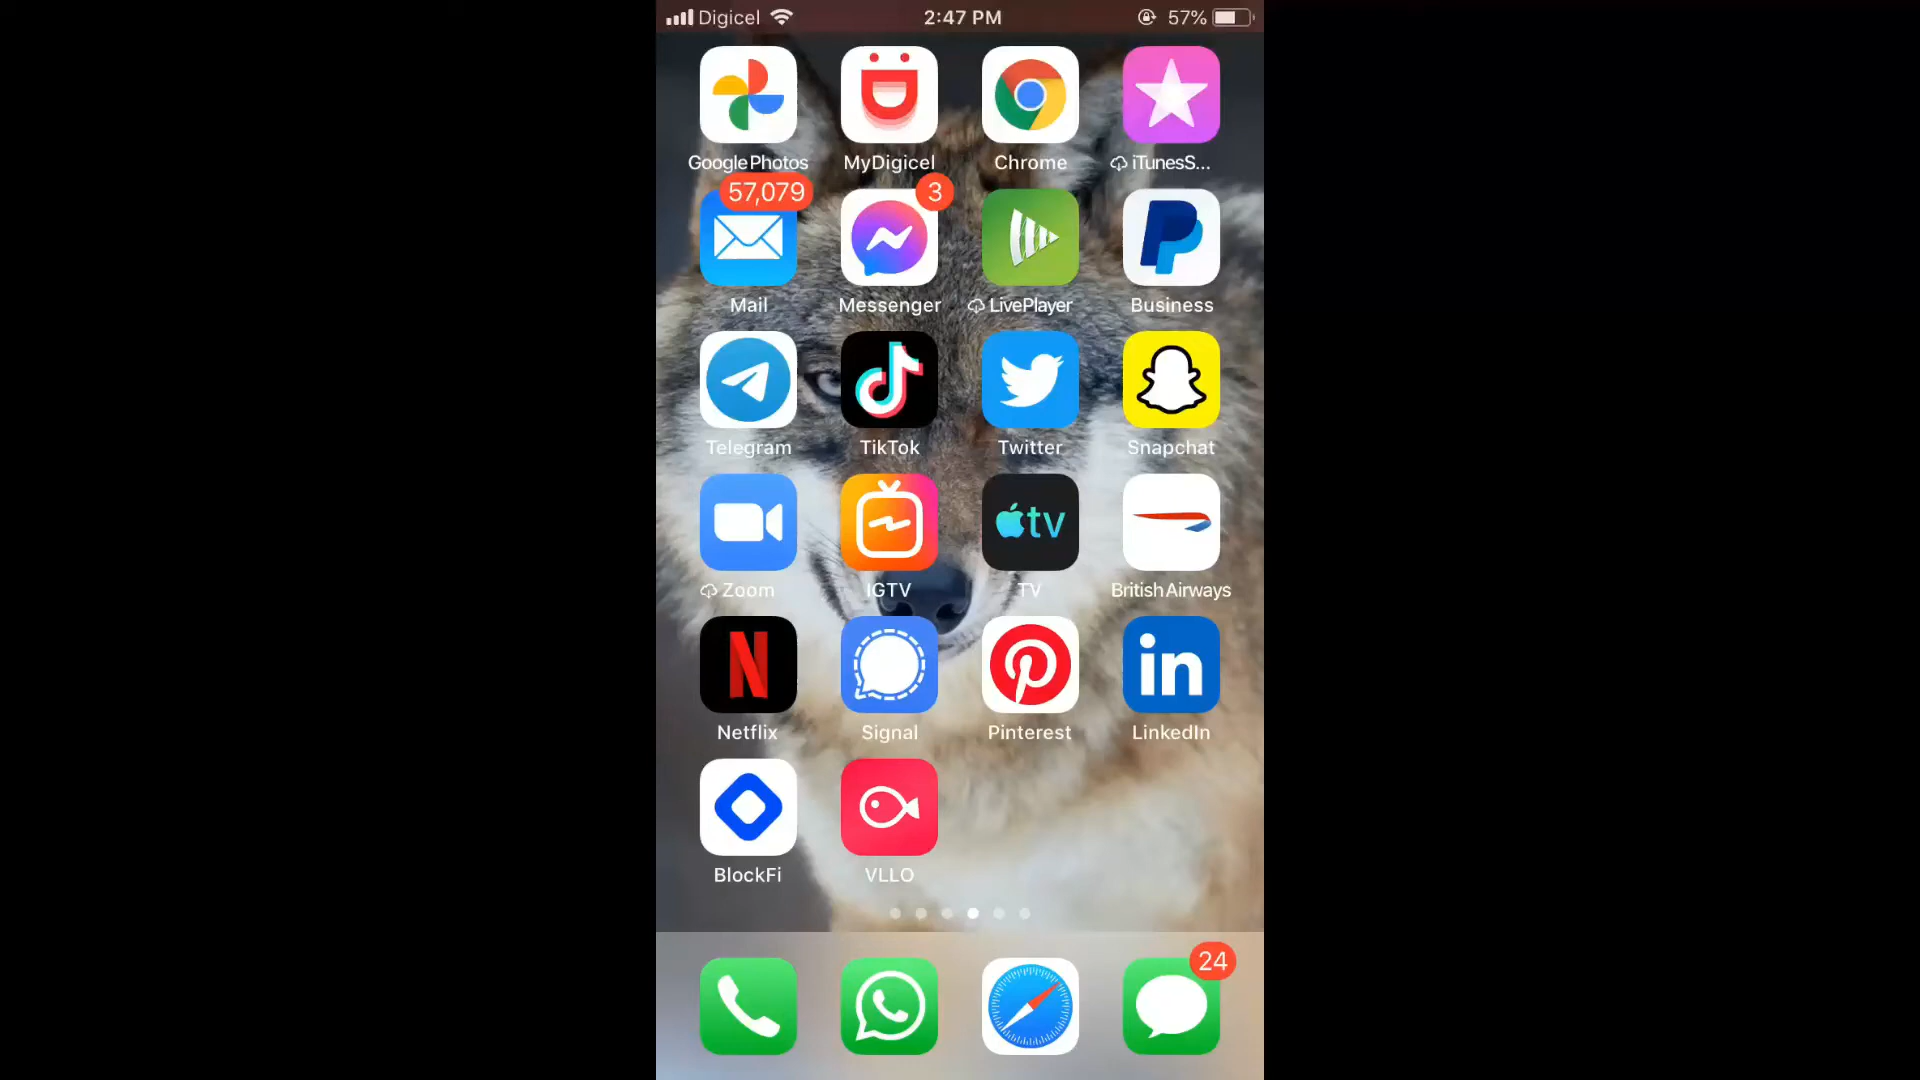 Digicel 2:47 PM 57%
Google Photos MyDigicel Chrome iTunes S...
57,079 3
Mail Messenger LivePlayer Business
Telegram TikTok Twitter Snapchat
tv
Zoom IGTV TV British Airways
N in
Netflix Signal Pinterest LinkedIn
BlockFi VLLO
24